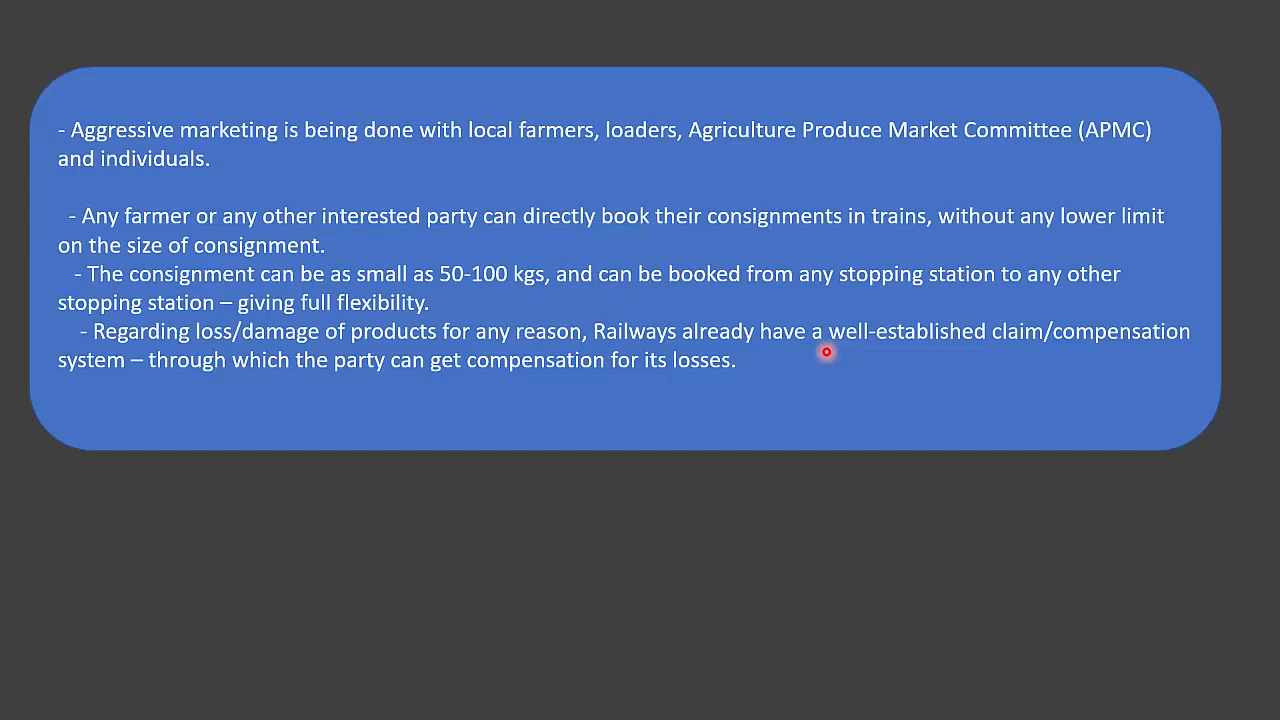 - Aggressive marketing is being done with local farmers, loaders, Agriculture Produce Market Committee (APMC)
and individuals.
- Any farmer or any other interested party can directly book their consignments in trains, without any lower limit
on the size of consignment.
- The consignment can be as small as 50-100 kgs, and can be booked from any stopping station to any other
stopping station – giving full flexibility.
- Regarding loss/damage of products for any reason, Railways already have a well-established claim/compensation
system – through which the party can get compensation for its losses.